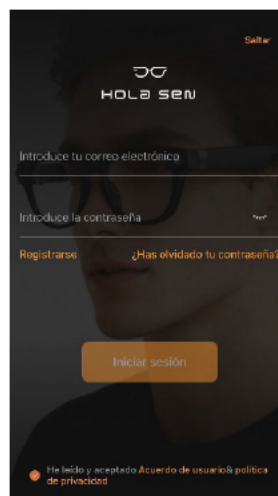 Saltar
HOLA SEN
Introduce tu correo electrónico
Introduce la contraseña
Registrarse ¿Has olvidado tu contraseña?
Iniciar sesión
He leído y aceptado Acuerdo de usuario& política
de privacidad